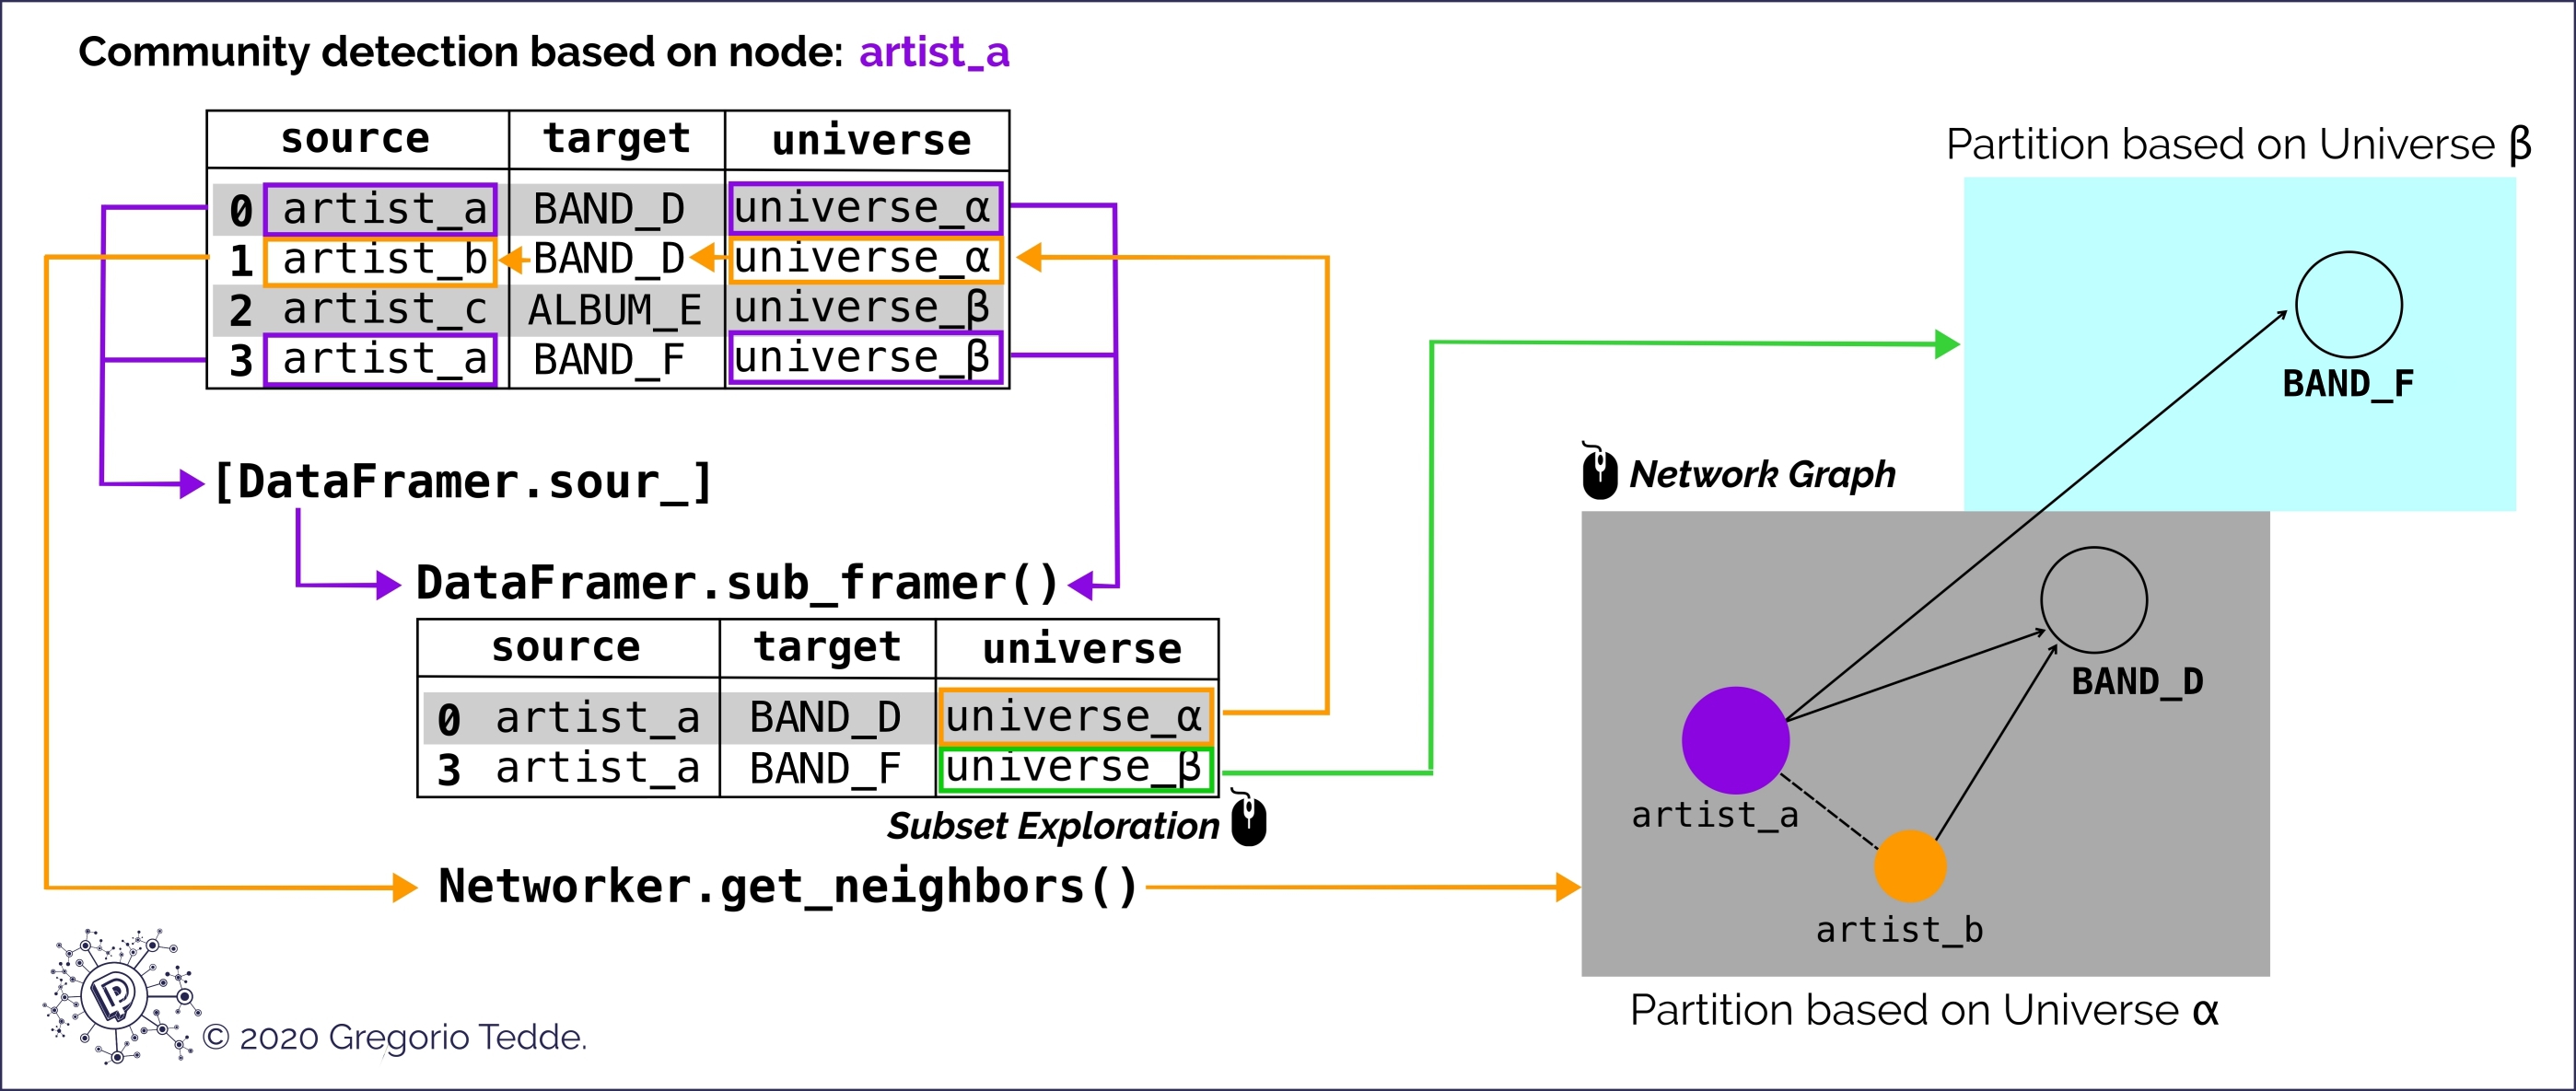 Community detection based on node: artist_a
source target universe
0 artist_a BAND_D universe_α
1 artist_b BAND_D universe_α
2 artist_c ALBUM_E universe_β
3 artist_a BAND_F universe_β
[DataFramer.sour_]
DataFramer.sub_framer()
source target universe
0 artist_a BAND_D universe_α
3 artist_a BAND_F universe_β
Subset Exploration
Networker.get_neighbors()
© 2020 Gregorio Tedde.
Partition based on Universe β
BAND_F
Network Graph
BAND_D
artist_a
artist_b
Partition based on Universe α